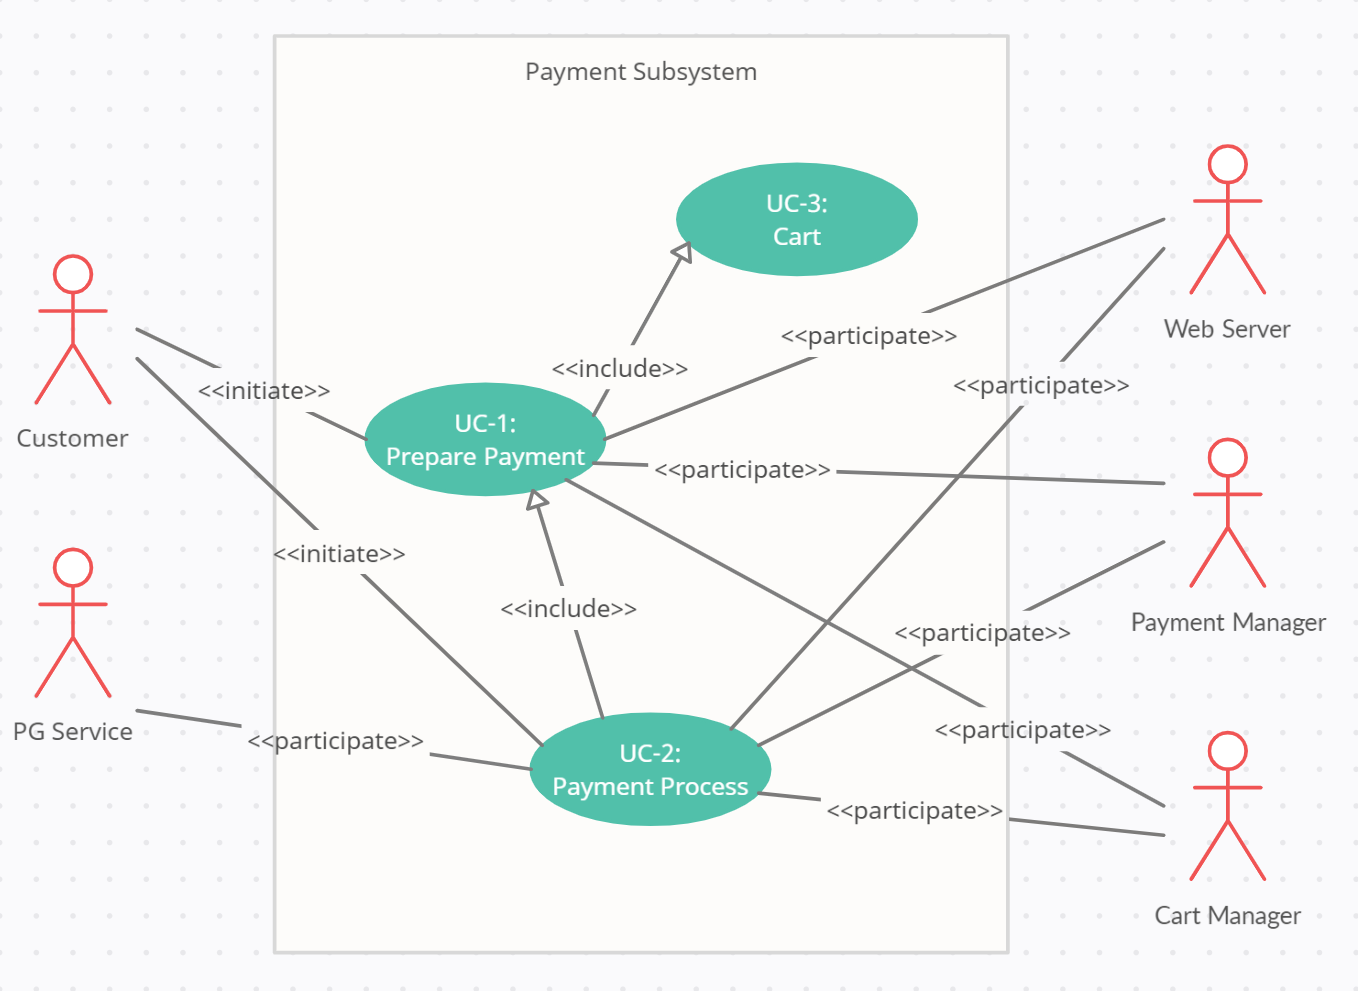 Payment Subsystem
UC-3:
Cart
Web Server
<<participate>>
<<include>>
<<participate>>
<<initiate>>
Customer
UC-1:
Prepare Payment
<<participate>>
<<initiate>>
<<include>>
Payment Manager
<<participate>>
PG Service
<<participate>>
<<participate>>
UC-2:
Payment Process
<<participate>>
Cart Manager